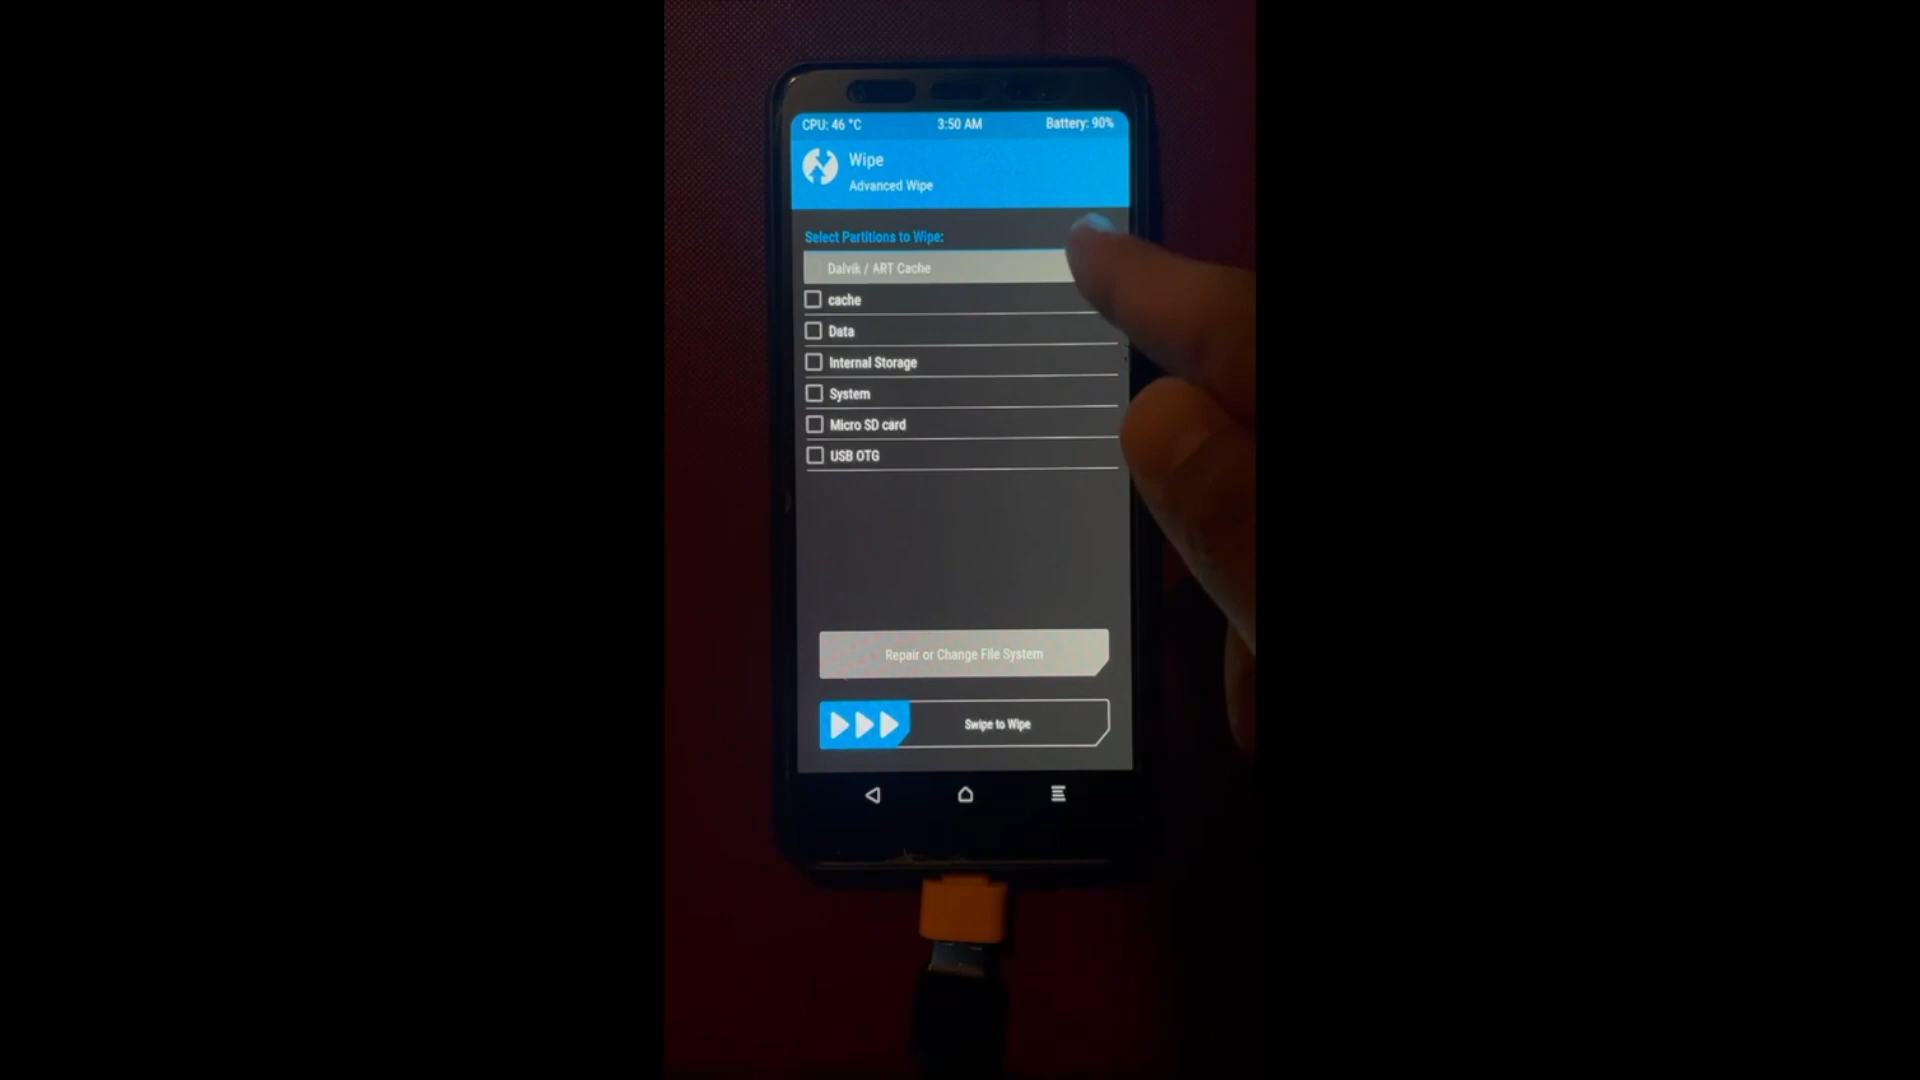 CPU: 46 °C 3:50 AM Battery: 90%
Wipe
Advanced Wipe
Select Partitions to Wipe:
Dalvik / ART Cache
cache
Data
Internal Storage
System
Micro SD card
USB OTG
Repair or Change File System
Swipe to Wipe